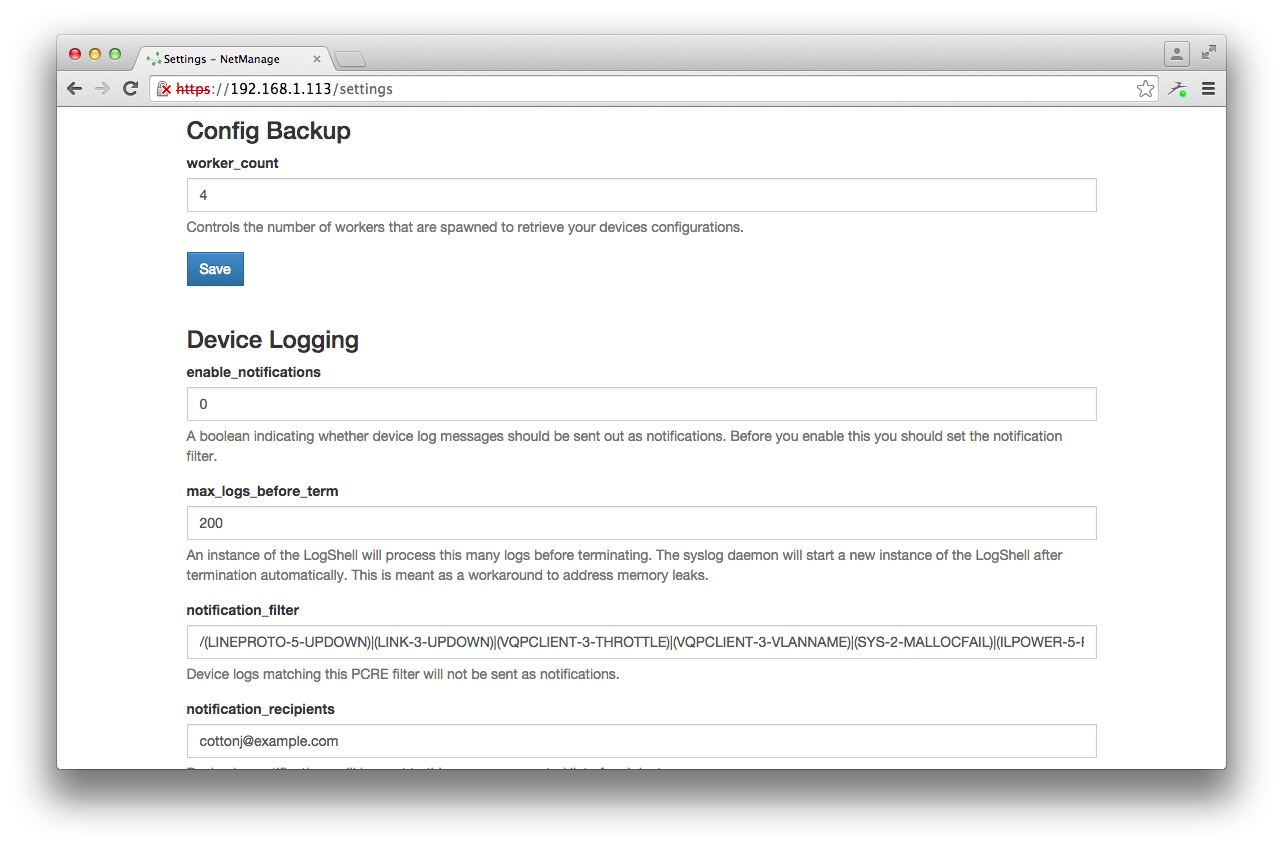 Settings – NetManage
https://192.168.1.113/settings
Config Backup
worker_count
4
Controls the number of workers that are spawned to retrieve your devices configurations.
Save
Device Logging
enable_notifications
0
A boolean indicating whether device log messages should be sent out as notifications. Before you enable this you should set the notification
filter.
max_logs_before_term
200
An instance of the LogShell will process this many logs before terminating. The syslog daemon will start a new instance of the LogShell after
termination automatically. This is meant as a workaround to address memory leaks.
notification_filter
/(LINEPROTO-5-UPDOWN)|(LINK-3-UPDOWN)|(VQPCLIENT-3-THROTTLE)|(VQPCLIENT-3-VLANNAME)|(SYS-2-MALLOCFAIL)|(ILPOWER-5-
Device logs matching this PCRE filter will not be sent as notifications.
notification_recipients
cottonj@example.com